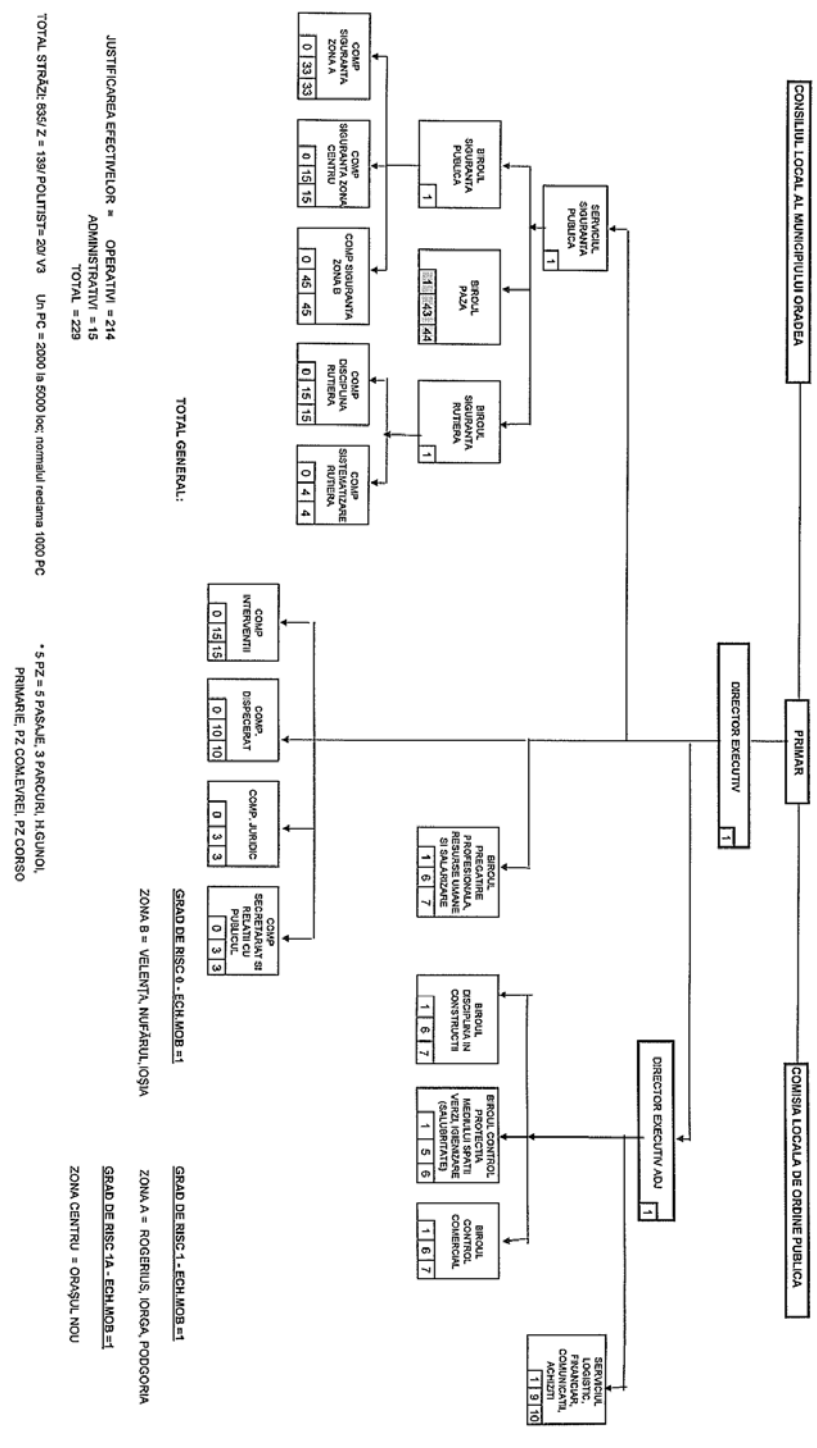 CONSILIUL LOCAL AL MUNICIPIULUI ORADEA
PRIMAR
COMISIA LOCALA DE ORDINE PUBLICA
DIRECTOR EXECUTIV
1
DIRECTOR EXECUTIV ADJ
1
SERVICIUL
SIGURANTA
PUBLICA
1
SERVICIUL
LOGISTIC,
FINANCIAR,
COMUNICATII,
ACHIZITI
1 9 10
BIROUL
SIGURANTA
PUBLICA
1
BIROUL
PAZA
1 43 44
BIROUL
SIGURANTA
RUTIERA
1
BIROUL
PREGATIRE
PROFESIONALA,
RESURSE UMANE
SI SALARIZARE
1 6 7
BIROUL
DISCIPLINA IN
CONSTRUCTII
1 6 7
BIROUL CONTROL
PROTECTIA
MEDIULUI SPATII
VERZI, IGIENIZARE
(SALUBRITATE)
1 5 6
BIROUL
CONTROL
COMERCIAL
1 6 7
COMP
SIGURANTA
ZONA A
0 33 33
COMP
SIGURANTA ZONA
CENTRU
0 15 15
COMP SIGURANTA
ZONA B
0 45 45
COMP
DISCIPLINA
RUTIERA
0 15 15
COMP
SISTEMATIZARE
RUTIERA
0 4 4
COMP
INTERVENTII
0 15 15
COMP.
DISPECERAT
0 10 10
COMP. JURIDIC
0 3 3
COMP
SECRETARIAT SI
RELATII CU
PUBLICUL
0 3 3
TOTAL GENERAL:
GRAD DE RISC 0 - ECH.MOB =1
ZONA B = VELENȚA, NUFĂRUL, IOȘIA
GRAD DE RISC 1 - ECH.MOB =1
ZONA A = ROGERIUS, IORGA, PODGORIA
GRAD DE RISC 1A - ECH.MOB =1
ZONA CENTRU = ORAȘUL NOU
JUSTIFICAREA EFECTIVELOR = OPERATIVI = 214
ADMINISTRATIVI = 15
TOTAL = 229
TOTAL STRĂZI: 835/ Z = 139/ POLITIST= 20/ V3 Un PC = 2000 la 5000 loc; normalul reclama 1000 PC
* 5 PZ = 5 PASAJE, 3 PARCURI, H.GUNOI,
PRIMARIE, PZ COM.EVREI, PZ CORSO